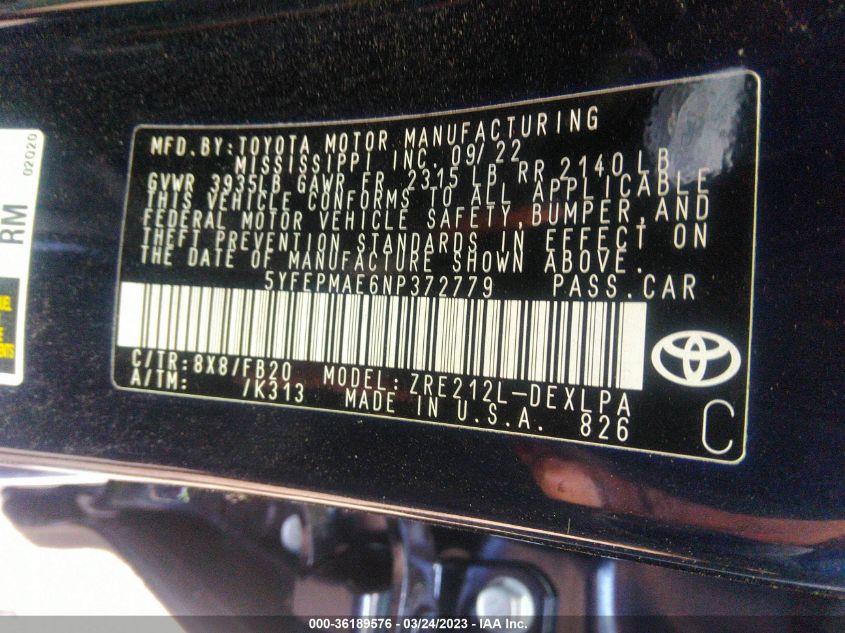 MFD. BY: TOYOTA MOTOR MANUFACTURING
MISSISSIPPI INC. 09/22
GVWR 3935LB GAWR FR 2315 LB RR 2140LB
THIS VEHICLE CONFORMS TO ALL APPLICABLE
FEDERAL MOTOR VEHICLE SAFETY, BUMPER, AND
THEFT PREVENTION STANDARDS IN EFFECT ON
THE DATE OF MANUFACTURE SHOWN ABOVE.
5YFEPMAE6NP372779 PASS.CAR
C/TR: 8X8/FB20 MODEL: ZRE212L-DEXLPA
A/TM: /K313 MADE IN U.S.A. 826
C
02020
RM
000-36189576 - 03/24/2023 - IAA Inc.